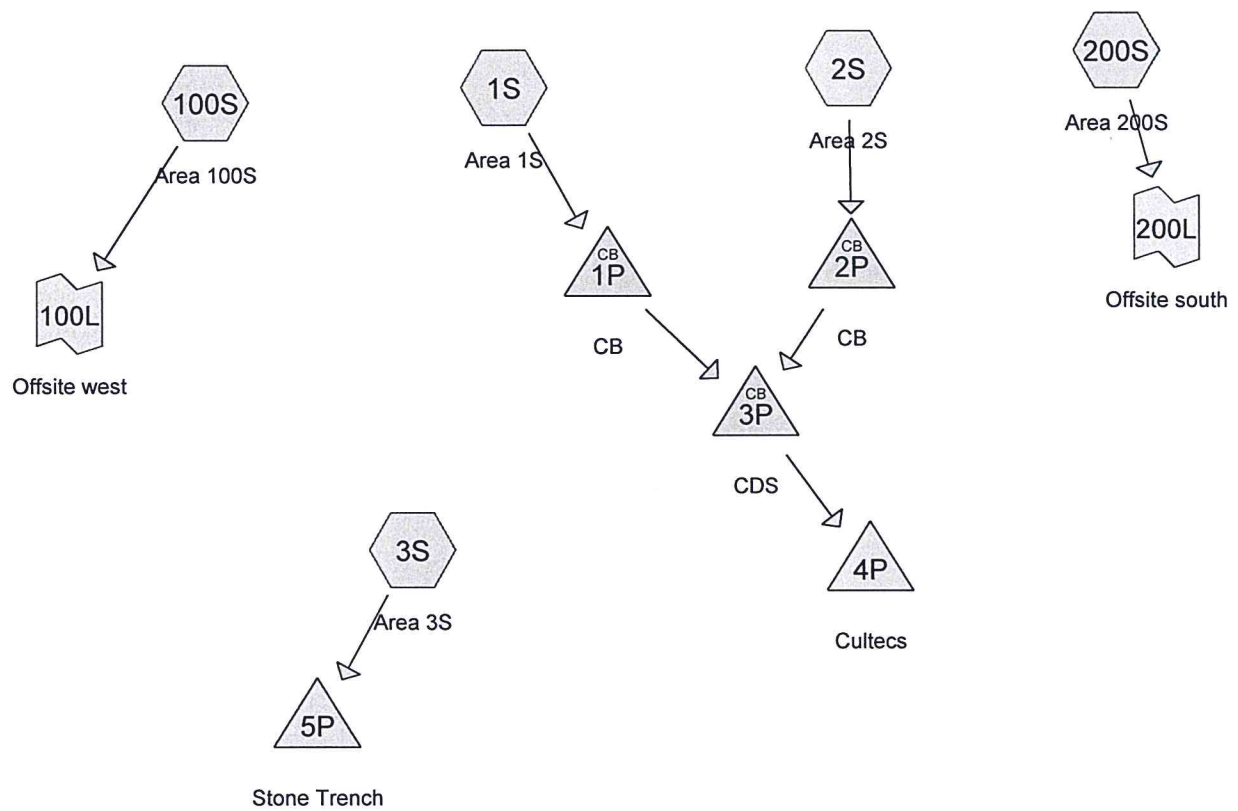 100S
Area 100S
100L
Offsite west
1S
Area 1S
CB
1P
CB
2S
Area 2S
CB
2P
CB
CB
3P
CDS
4P
Cultecs
200S
Area 200S
200L
Offsite south
3S
Area 3S
5P
Stone Trench